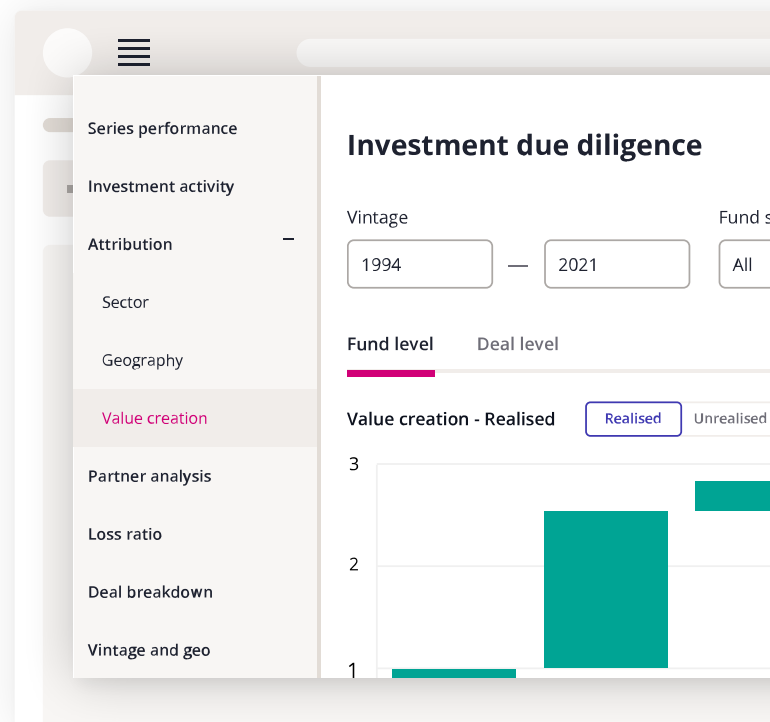 Series performance
Investment activity
Attribution
Sector
Geography
Value creation
Partner analysis
Loss ratio
Deal breakdown
Vintage and geo
Investment due diligence
Vintage
Fund s
1994 — 2021
All
Fund level
Deal level
Value creation - Realised
Realised
Unrealised
3
2
1